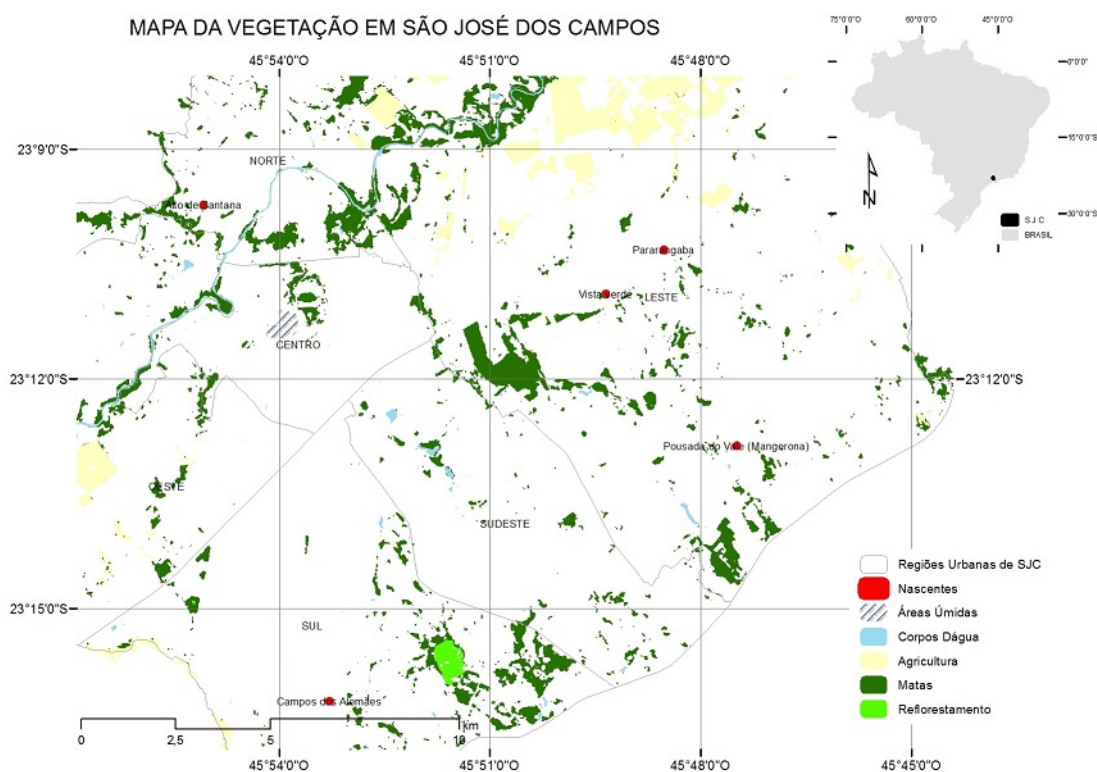 MAPA DA VEGETAÇÃO EM SÃO JOSÉ DOS CAMPOS
75°0'0"O 60°0'0"O 45°0'0"O
0°0'0"
15°0'0"S
30°0'0"S
N
S J C
BRASIL
45°54'0"O 45°51'0"O 45°48'0"O
23°9'0"S
NORTE
Alto de Santana
Pararangaba
Vista Verde
LESTE
CENTRO
23°12'0"S 23°12'0"S
Pousada do Vale (Mangerona)
OESTE
SUDESTE
23°15'0"S
SUL
Campos dos Alemães
0 2,5 5 10 km
45°54'0"O 45°51'0"O 45°48'0"O 45°45'0"O
Regiões Urbanas de SJC
Nascentes
Áreas Úmidas
Corpos Dágua
Agricultura
Matas
Reflorestamento